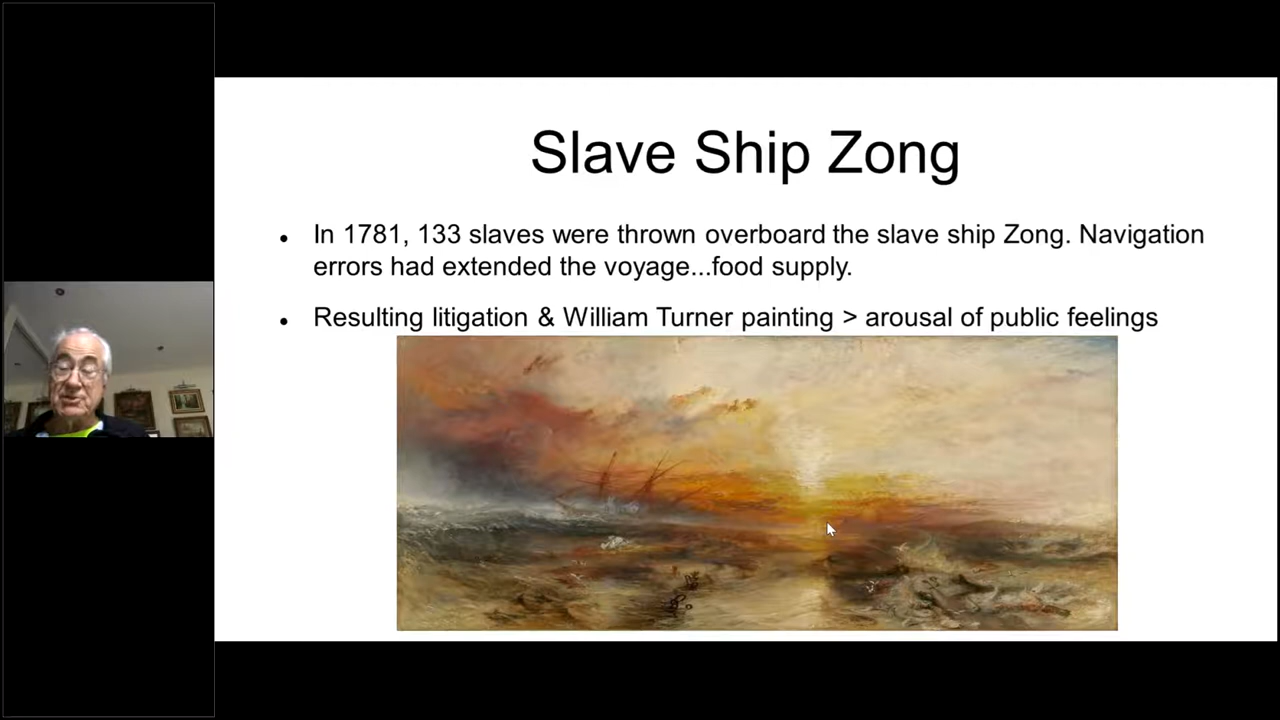 Slave Ship Zong
In 1781, 133 slaves were thrown overboard the slave ship Zong. Navigation
errors had extended the voyage...food supply.
Resulting litigation & William Turner painting > arousal of public feelings